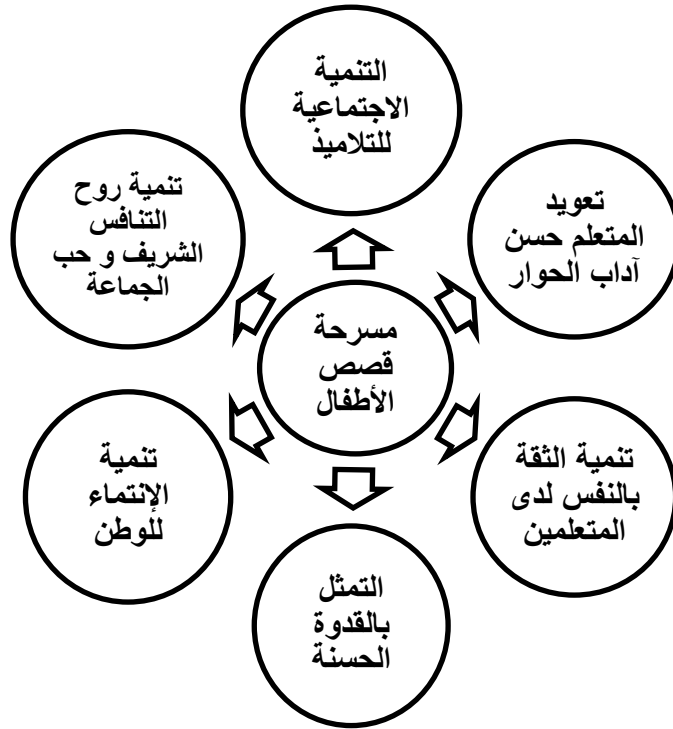 التنمية
الاجتماعية
للتلاميذ
تعويد
المتعلم حسن
آداب الحوار
تنمية روح
التنافس
الشريف و حب
الجماعة
مسرحة
قصص
الأطفال
تنمية الثقة
بالنفس لدى
المتعلمين
تنمية
الإنتماء
للوطن
التمثل
بالقدوة
الحسنة